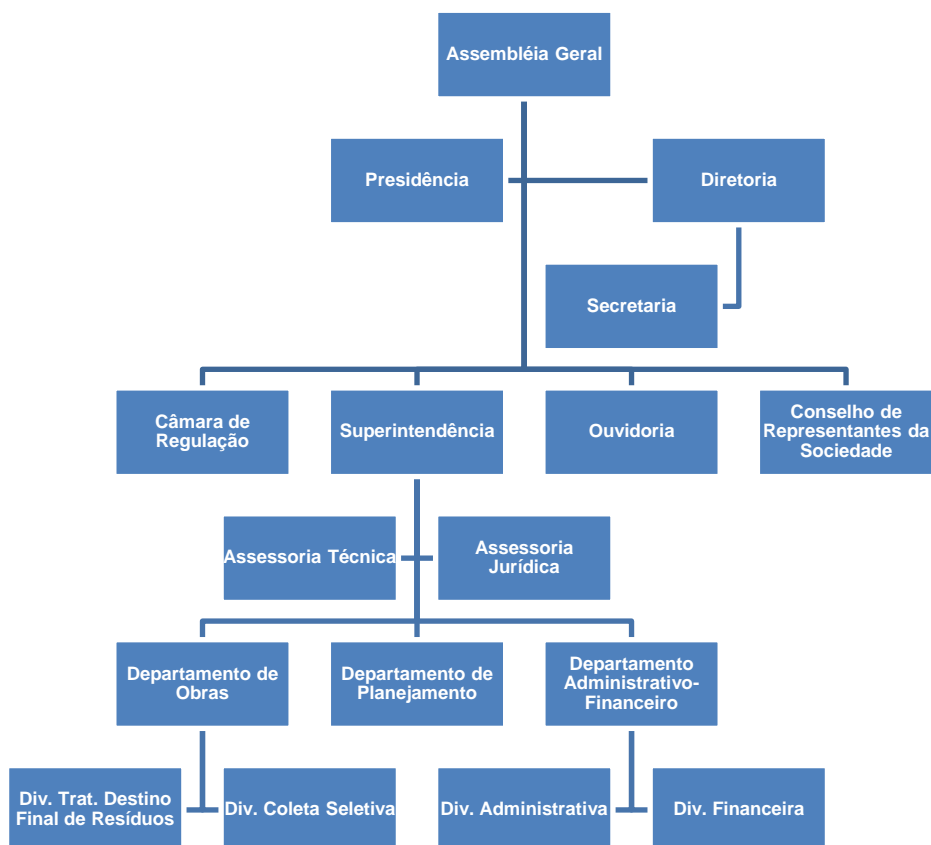 Assembléia Geral
Presidência
Diretoria
Secretaria
Câmara de
Regulação
Superintendência
Ouvidoria
Conselho de
Representantes da
Sociedade
Assessoria Técnica
Assessoria
Jurídica
Departamento de
Obras
Departamento de
Planejamento
Departamento
Administrativo-
Financeiro
Div. Trat. Destino
Final de Resíduos
Div. Coleta Seletiva
Div. Administrativa
Div. Financeira